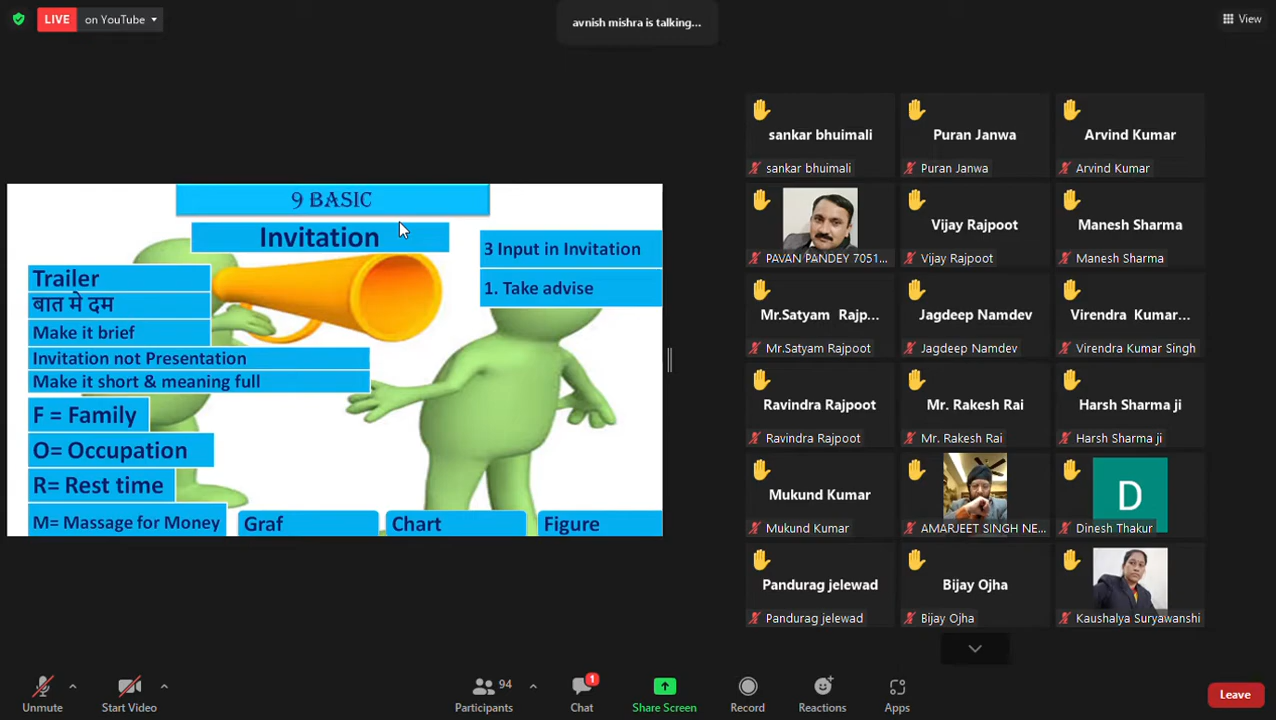 LIVE on YouTube
avnish mishra is talking...
View
9 BASIC
Invitation
3 Input in Invitation
1. Take advise
Trailer
बात मे दम
Make it brief
Invitation not Presentation
Make it short & meaning full
F = Family
O= Occupation
R= Rest time
M= Massage for Money
Graf
Chart
Figure
sankar bhuimali
sankar bhuimali
Puran Janwa
Puran Janwa
Arvind Kumar
Arvind Kumar
PAVAN PANDEY 7051...
Vijay Rajpoot
Vijay Rajpoot
Manesh Sharma
Manesh Sharma
Mr.Satyam Rajp...
Mr.Satyam Rajpoot
Jagdeep Namdev
Jagdeep Namdev
Virendra Kumar...
Virendra Kumar Singh
Ravindra Rajpoot
Ravindra Rajpoot
Mr. Rakesh Rai
Mr. Rakesh Rai
Harsh Sharma ji
Harsh Sharma ji
Mukund Kumar
Mukund Kumar
AMARJEET SINGH NE...
D
Dinesh Thakur
Pandurag jelewad
Pandurag jelewad
Bijay Ojha
Bijay Ojha
Kaushalya Suryawanshi
Unmute
Start Video
94
Participants
1
Chat
Share Screen
Record
Reactions
Apps
Leave